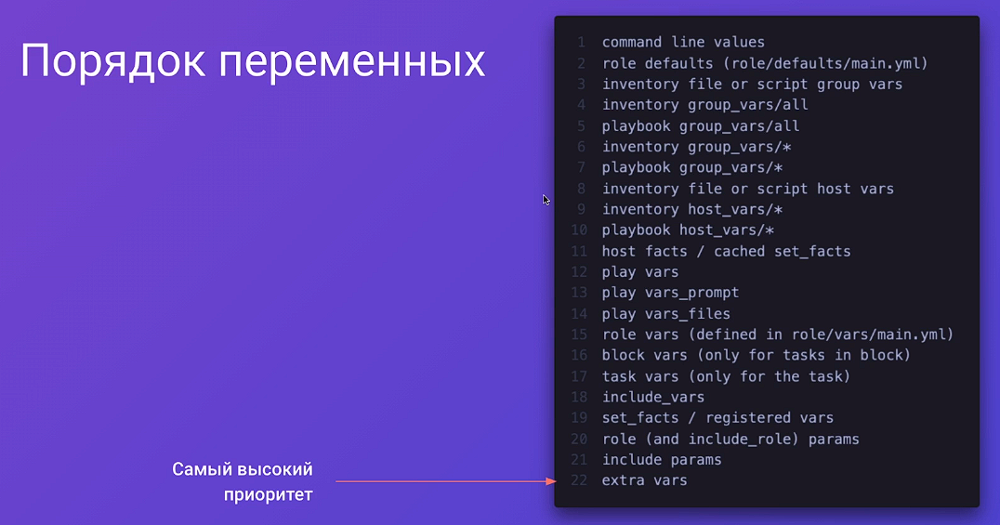 Порядок переменных
1 command line values
2 role defaults (role/defaults/main.yml)
3 inventory file or script group vars
4 inventory group_vars/all
5 playbook group_vars/all
6 inventory group_vars/*
7 playbook group_vars/*
8 inventory file or script host vars
9 inventory host_vars/*
10 playbook host_vars/*
11 host facts / cached set_facts
12 play vars
13 play vars_prompt
14 play vars_files
15 role vars (defined in role/vars/main.yml)
16 block vars (only for tasks in block)
17 task vars (only for the task)
18 include_vars
19 set_facts / registered vars
20 role (and include_role) params
21 include params
22 extra vars
Самый высокий
приоритет